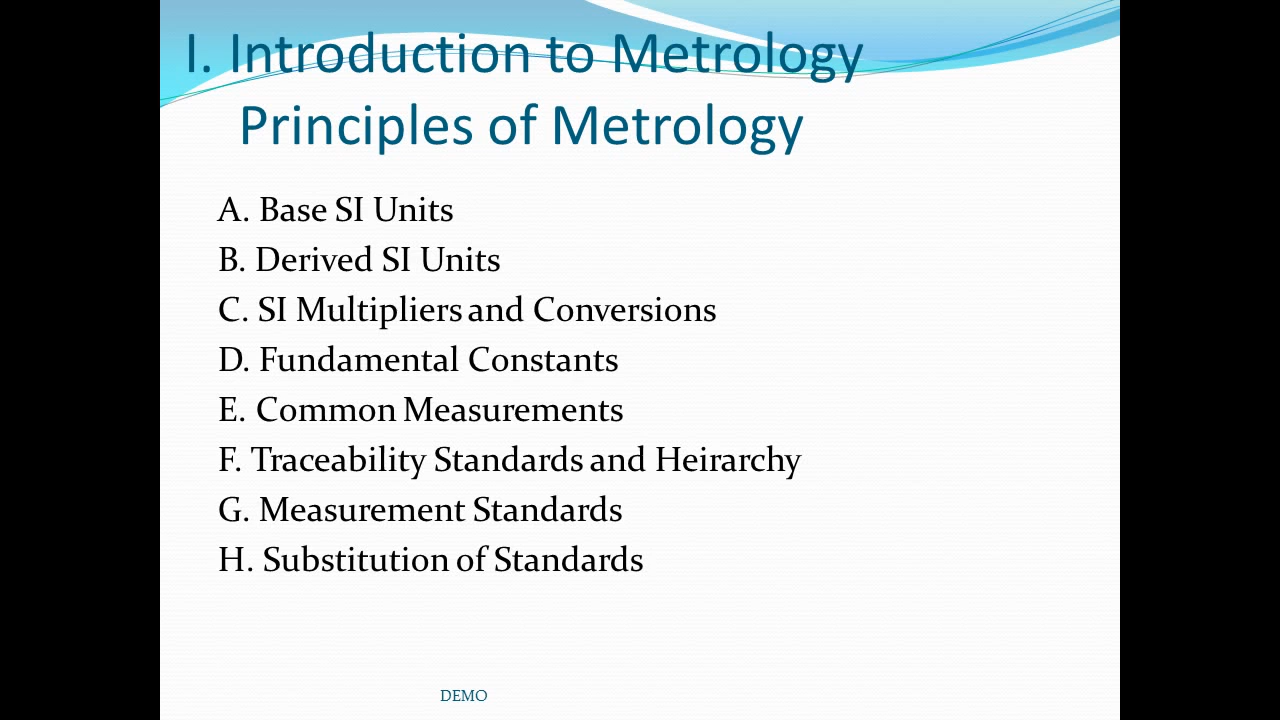 I. Introduction to Metrology
Principles of Metrology
A. Base SI Units
B. Derived SI Units
C. SI Multipliers and Conversions
D. Fundamental Constants
E. Common Measurements
F. Traceability Standards and Heirarchy
G. Measurement Standards
H. Substitution of Standards
DEMO